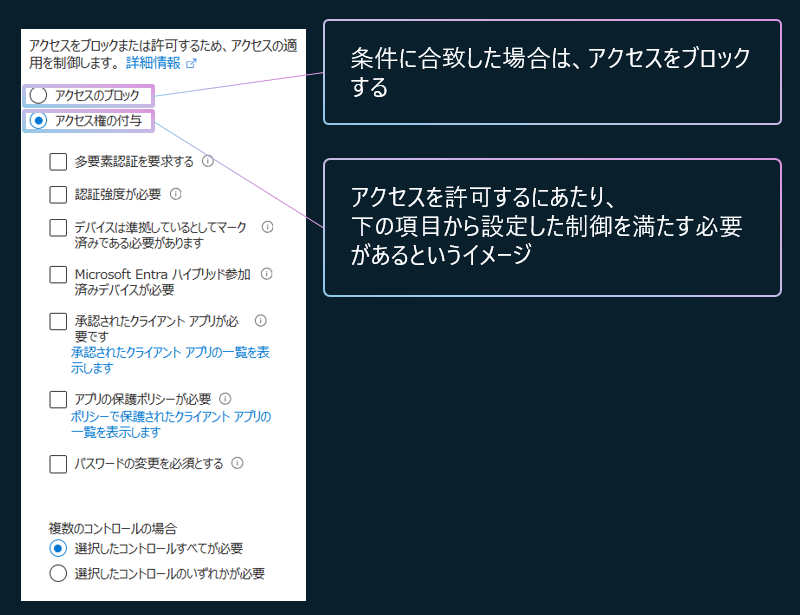 アクセスをブロックまたは許可するため、アクセスの適
用を制御します。 詳細情報
アクセスのブロック
アクセス権の付与
多要素認証を要求する
認証強度が必要
デバイスは準拠しているとしてマーク
済みである必要があります
Microsoft Entra ハイブリッド参加
済みデバイスが必要
承認されたクライアント アプリが必
要です
承認されたクライアント アプリの一覧を表
示します
アプリの保護ポリシーが必要
ポリシーで保護されたクライアント アプリの
一覧を表示します
パスワードの変更を必須とする
複数のコントロールの場合
選択したコントロールすべてが必要
選択したコントロールのいずれかが必要
条件に合致した場合は、アクセスをブロック
する
アクセスを許可するにあたり、
下の項目から設定した制御を満たす必要
があるというイメージ